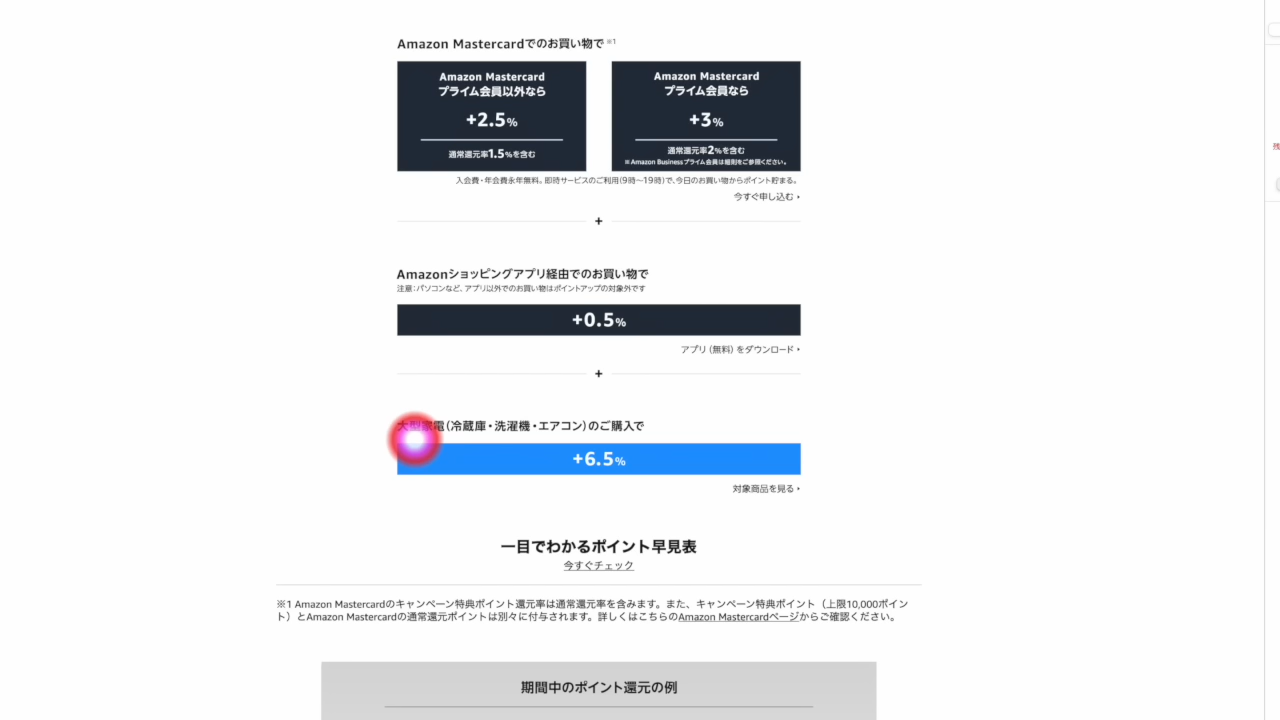 Amazon Mastercardでのお買い物で ※1
Amazon Mastercard
プライム会員以外なら
+2.5%
通常還元率1.5%を含む
Amazon Mastercard
プライム会員なら
+3%
通常還元率2%を含む
※Amazon Businessプライム会員は細則をご参照ください。
入会費・年会費永年無料。即時サービスのご利用(9時～19時)で、今日のお買い物からポイント貯まる。
今すぐ申し込む ▸
+
Amazonショッピングアプリ経由でのお買い物で
注意：パソコンなど、アプリ以外でのお買い物はポイントアップの対象外です
+0.5%
アプリ（無料）をダウンロード ▸
+
大型家電（冷蔵庫・洗濯機・エアコン）のご購入で
+6.5%
対象商品を見る ▸
一目でわかるポイント早見表
今すぐチェック
※1 Amazon Mastercardのキャンペーン特典ポイント還元率は通常還元率を含みます。また、キャンペーン特典ポイント（上限10,000ポイン
ト）とAmazon Mastercardの通常還元ポイントは別々に付与されます。詳しくはこちらのAmazon Mastercardページからご確認ください。
期間中のポイント還元の例
残